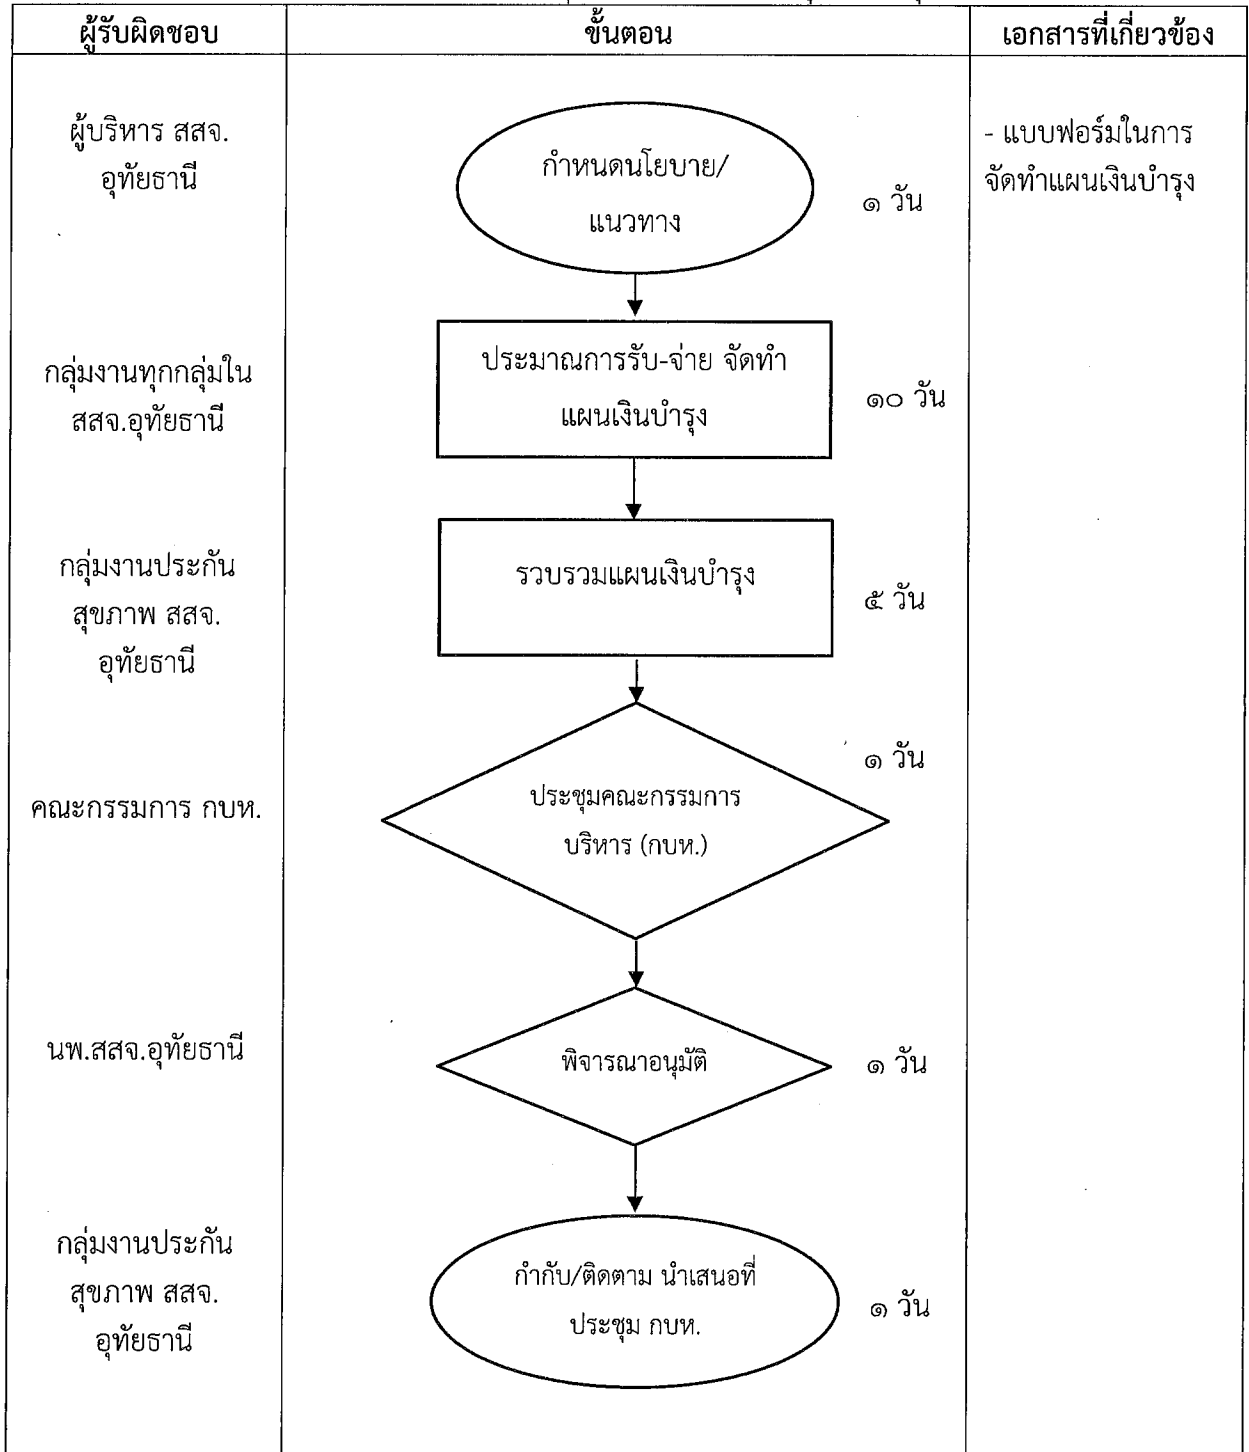 ผู้รับผิดชอบ
ขั้นตอน
เอกสารที่เกี่ยวข้อง
ผู้บริหาร สสจ.
อุทัยธานี
กำหนดนโยบาย/
แนวทาง
๑ วัน
- แบบฟอร์มในการ
จัดทำแผนเงินบำรุง
กลุ่มงานทุกกลุ่มใน
สสจ.อุทัยธานี
ประมาณการรับ-จ่าย จัดทำ
แผนเงินบำรุง
๑๐ วัน
กลุ่มงานประกัน
สุขภาพ สสจ.
อุทัยธานี
รวบรวมแผนเงินบำรุง
๕ วัน
คณะกรรมการ กบห.
ประชุมคณะกรรมการ
บริหาร (กบห.)
๑ วัน
นพ.สสจ.อุทัยธานี
พิจารณาอนุมัติ
๑ วัน
กลุ่มงานประกัน
สุขภาพ สสจ.
อุทัยธานี
กำกับ/ติดตาม นำเสนอที่
ประชุม กบห.
๑ วัน